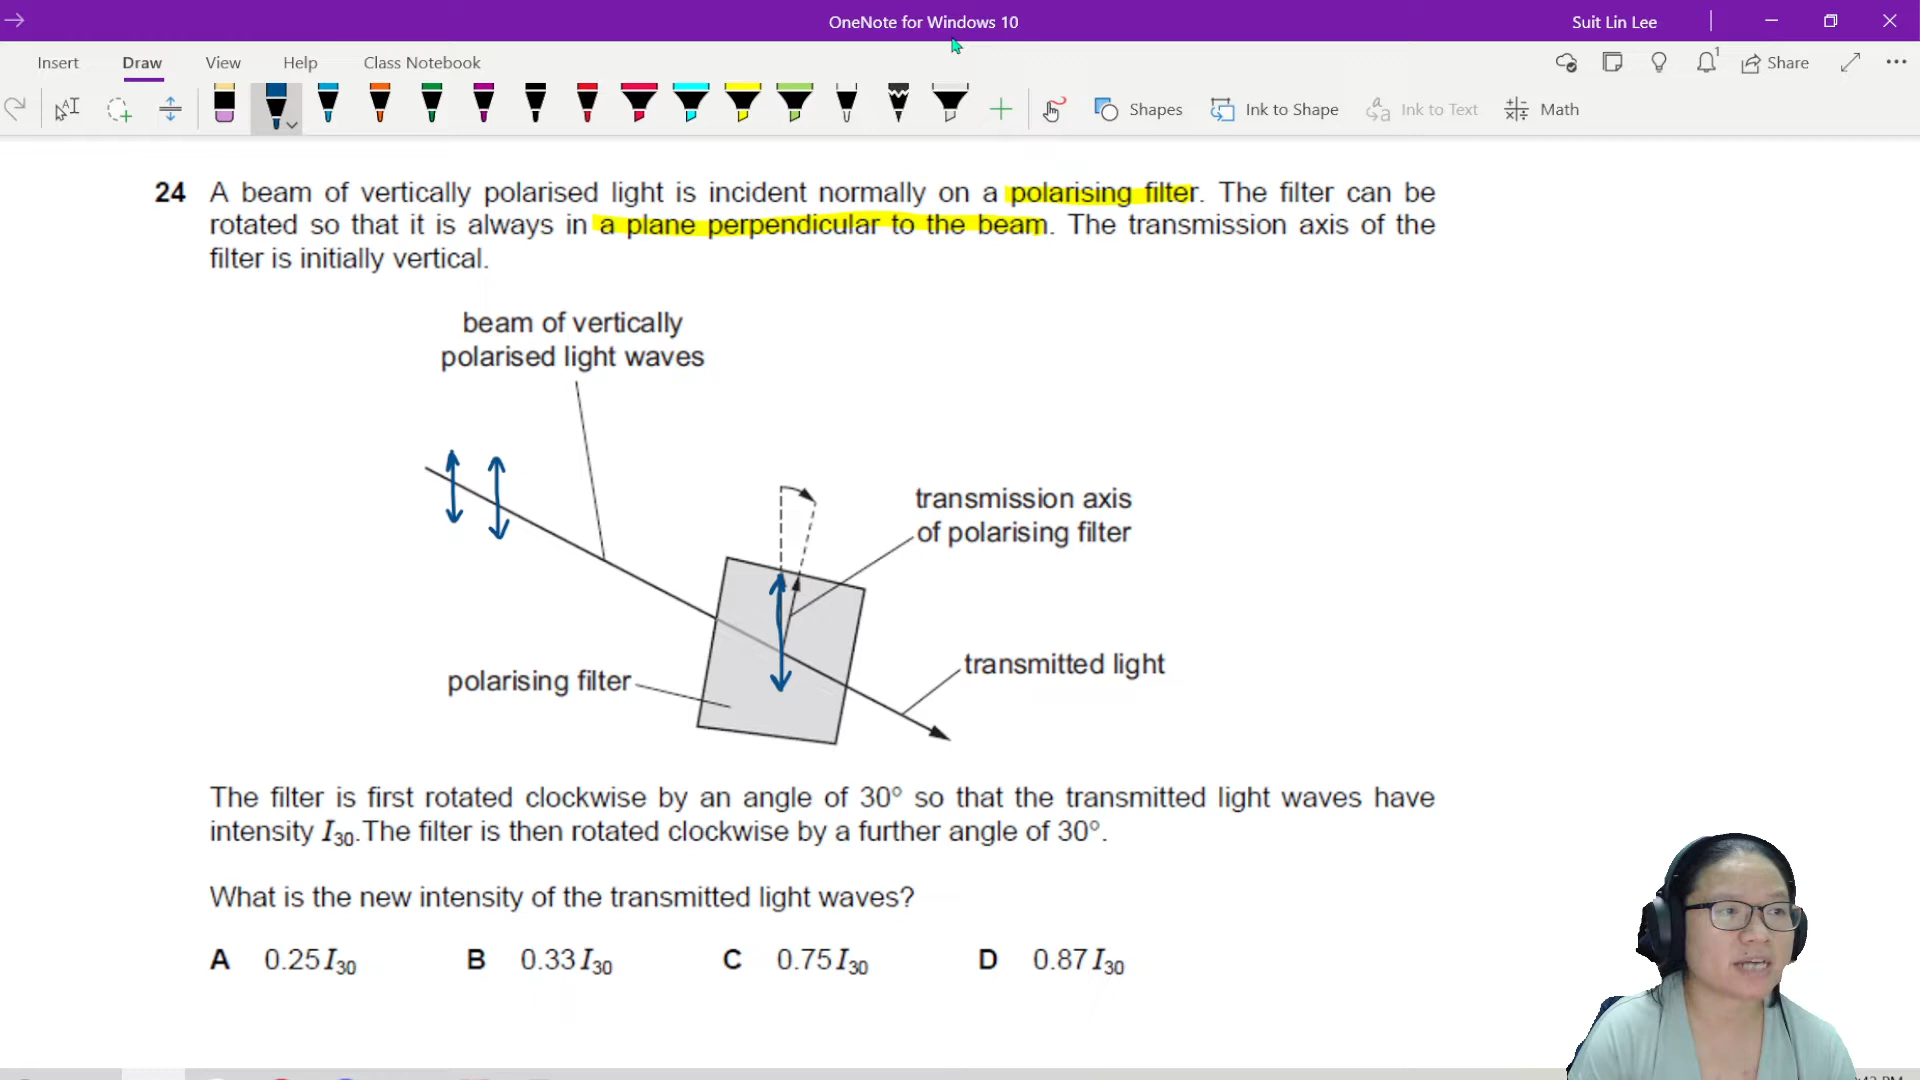 OneNote for Windows 10
Suit Lin Lee
Insert Draw View Help Class Notebook
1
Share
Shapes Ink to Shape Ink to Text Math
24 A beam of vertically polarised light is incident normally on a polarising filter. The filter can be
rotated so that it is always in a plane perpendicular to the beam. The transmission axis of the
filter is initially vertical.
beam of vertically
polarised light waves
transmission axis
of polarising filter
transmitted light
polarising filter
The filter is first rotated clockwise by an angle of 30° so that the transmitted light waves have
intensity I30.The filter is then rotated clockwise by a further angle of 30°.
What is the new intensity of the transmitted light waves?
A 0.25I30 B 0.33I30 C 0.75I30 D 0.87I30